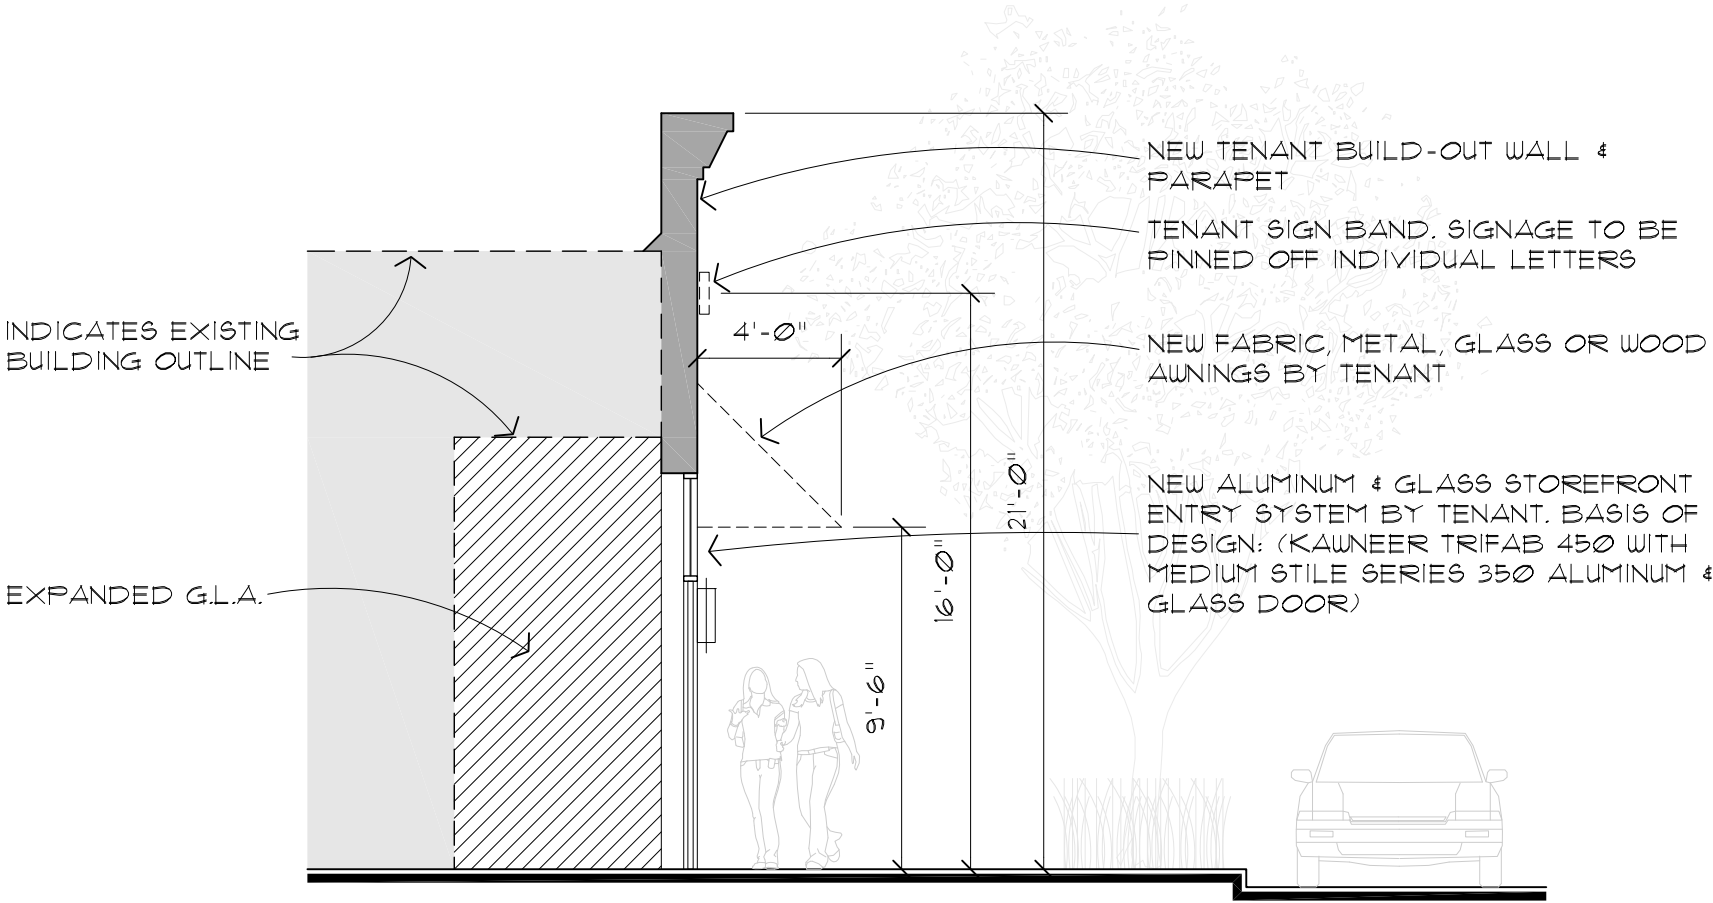 NEW TENANT BUILD-OUT WALL &
PARAPET
TENANT SIGN BAND. SIGNAGE TO BE
PINNED OFF INDIVIDUAL LETTERS
4'-0"
INDICATES EXISTING
BUILDING OUTLINE
NEW FABRIC, METAL, GLASS OR WOOD
AWNINGS BY TENANT
21'-0"
NEW ALUMINUM & GLASS STOREFRONT
ENTRY SYSTEM BY TENANT. BASIS OF
DESIGN: (KAWNEER TRIFAB 450 WITH
MEDIUM STILE SERIES 350 ALUMINUM &
GLASS DOOR)
16'-0"
EXPANDED G.L.A.
9'-6"